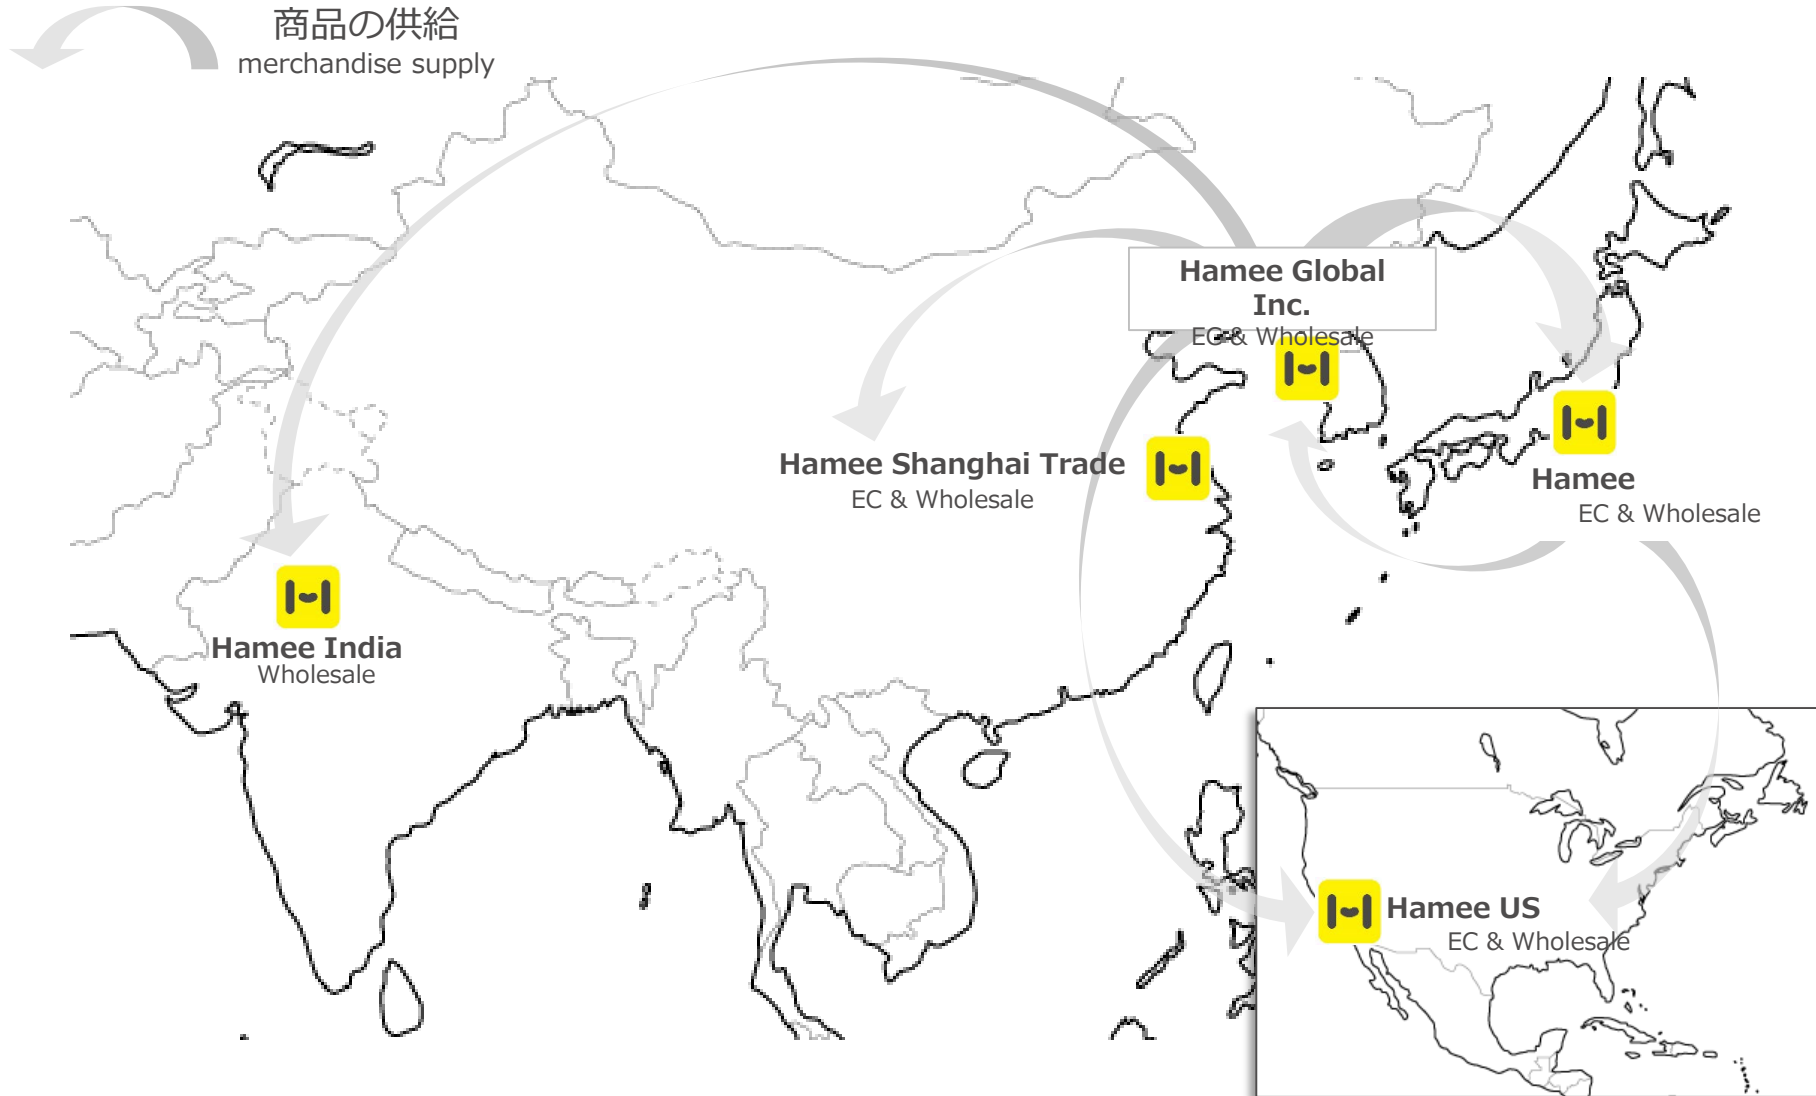 商品の供給
merchandise supply
Hamee Global
Inc.
EC & Wholesale
Hamee Shanghai Trade
EC & Wholesale
Hamee
EC & Wholesale
Hamee India
Wholesale
Hamee US
EC & Wholesale